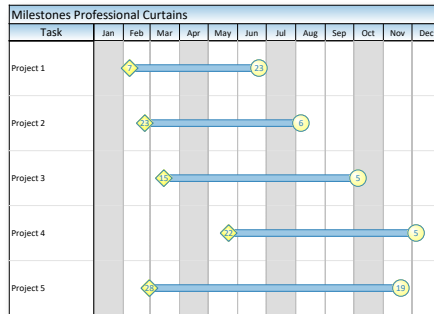 Milestones Professional Curtains
Task Jan Feb Mar Apr May Jun Jul Aug Sep Oct Nov Dec
Project 1 7 23
Project 2 23 6
Project 3 15 5
Project 4 22 5
Project 5 28 19